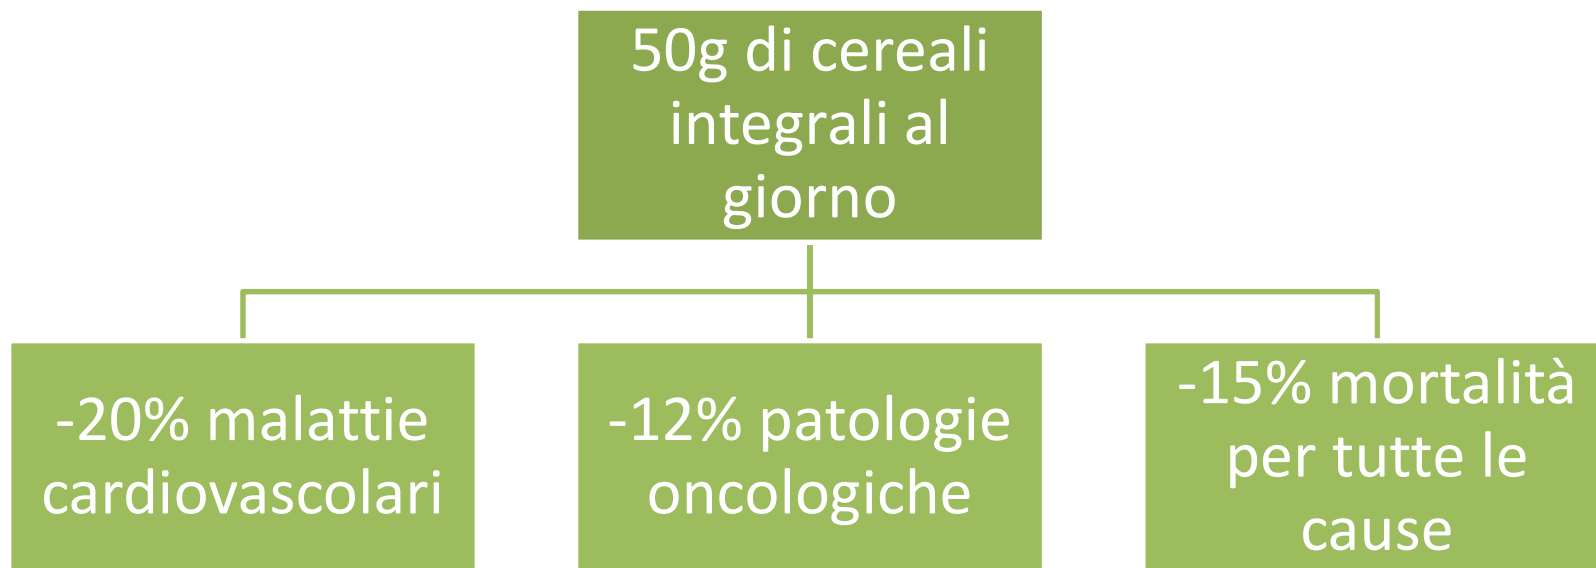 50g di cereali
integrali al
giorno
-20% malattie
cardiovascolari
-12% patologie
oncologiche
-15% mortalità
per tutte le
cause